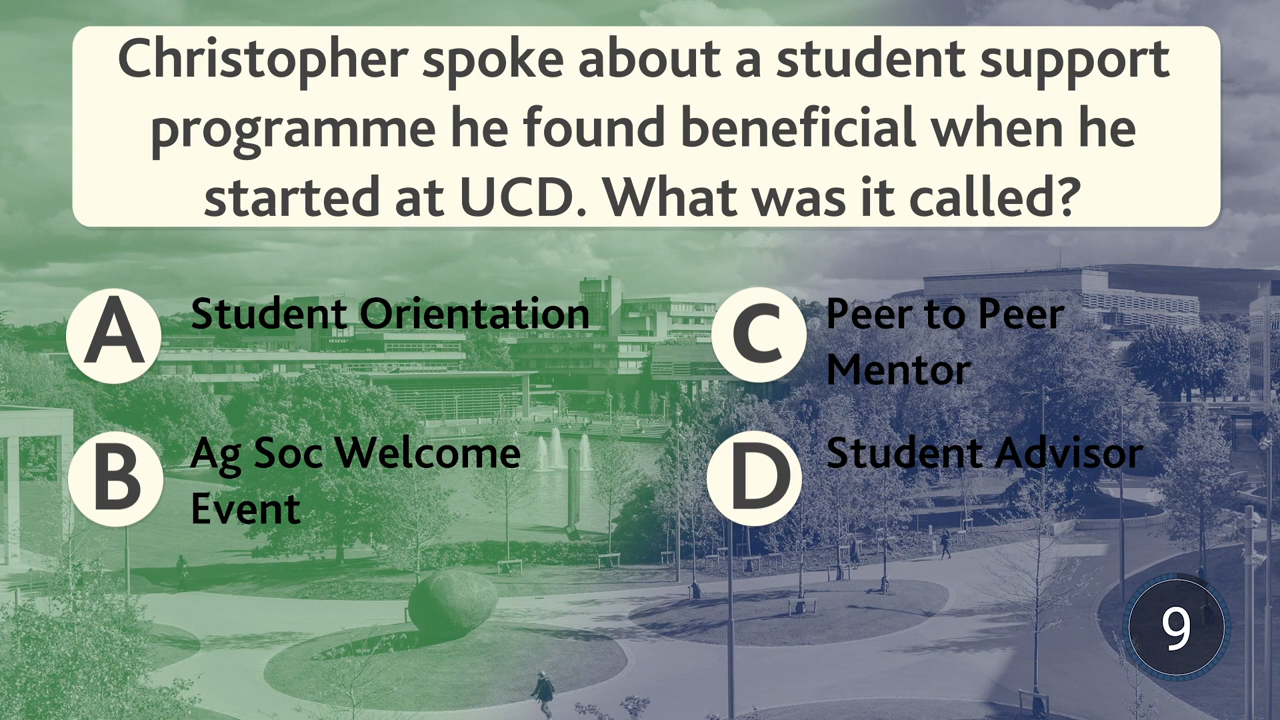 Christopher spoke about a student support
programme he found beneficial when he
started at UCD. What was it called?
A
Student Orientation
B
Ag Soc Welcome
Event
C
Peer to Peer
Mentor
D
Student Advisor
9